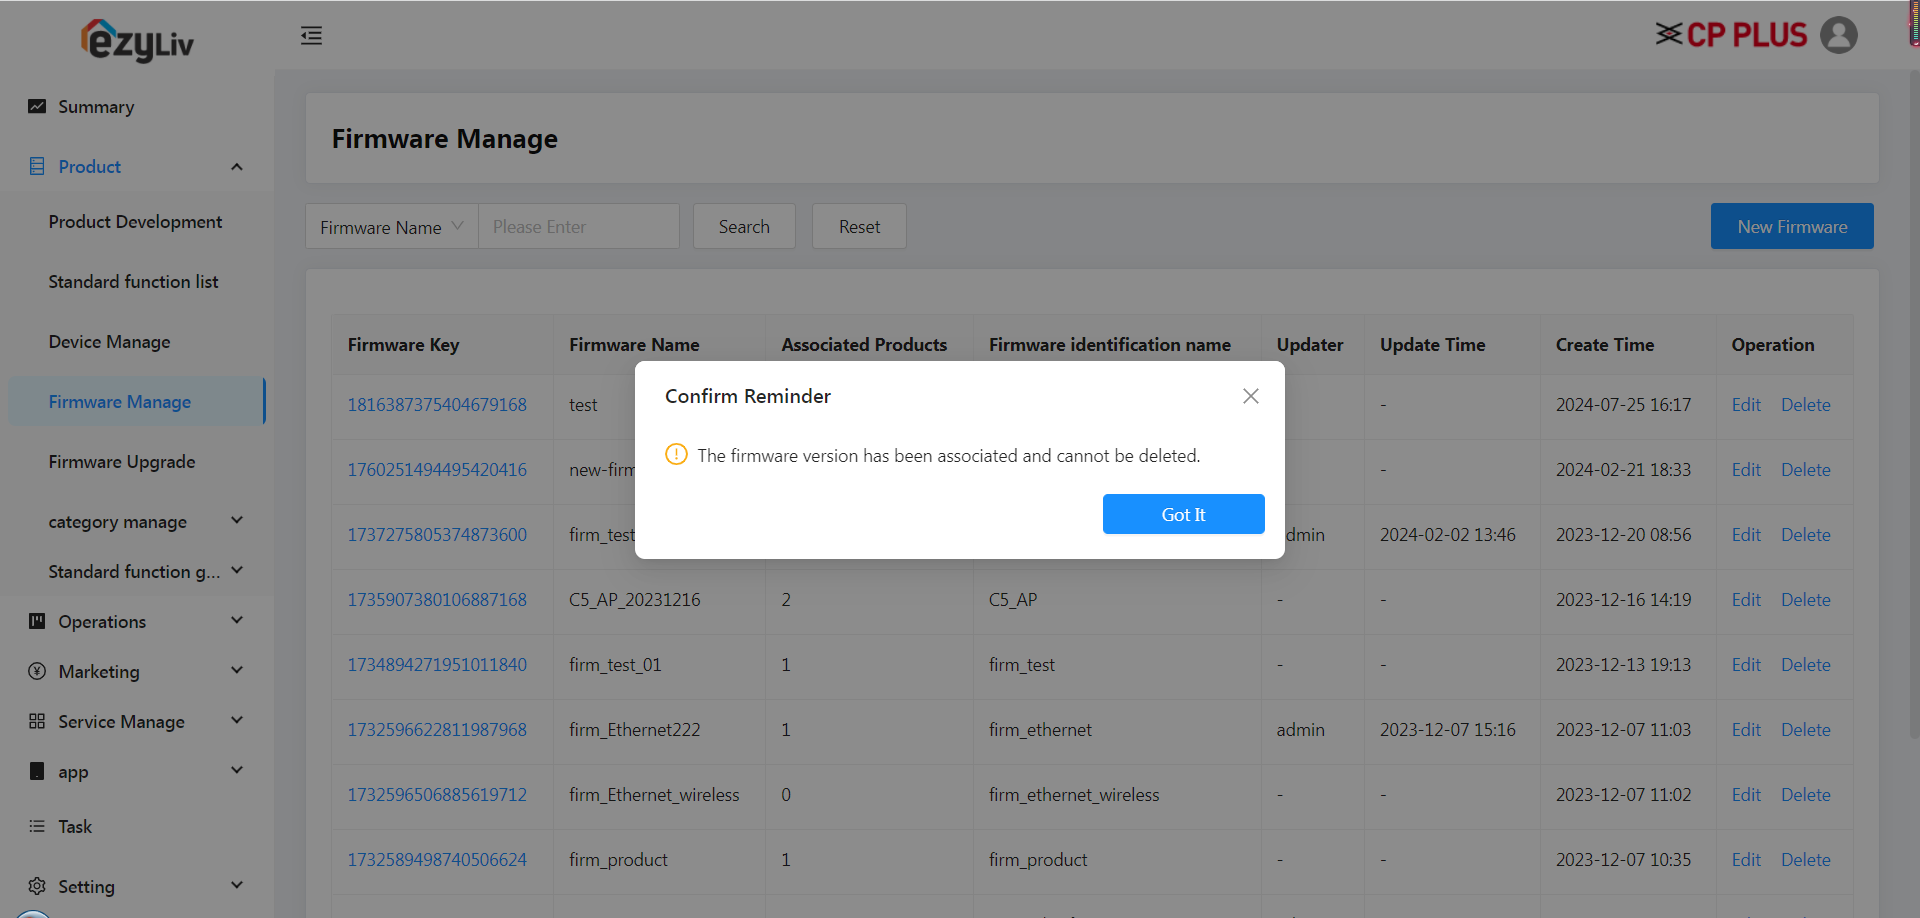 ezyLiv
CP PLUS
Summary
Product
Product Development
Standard function list
Device Manage
Firmware Manage
Firmware Upgrade
category manage
Standard function g...
Operations
Marketing
Service Manage
app
Task
Setting
Firmware Manage
Firmware Name Please Enter Search Reset New Firmware
Firmware Key Firmware Name Associated Products Firmware identification name Updater Update Time Create Time Operation
1816387375404679168 test - 2024-07-25 16:17 Edit Delete
1760251494495420416 new-firm - 2024-02-21 18:33 Edit Delete
1737275805374873600 firm_test dmin 2024-02-02 13:46 2023-12-20 08:56 Edit Delete
1735907380106887168 C5_AP_20231216 2 C5_AP - - 2023-12-16 14:19 Edit Delete
1734894271951011840 firm_test_01 1 firm_test - - 2023-12-13 19:13 Edit Delete
1732596622811987968 firm_Ethernet222 1 firm_ethernet admin 2023-12-07 15:16 2023-12-07 11:03 Edit Delete
1732596506885619712 firm_Ethernet_wireless 0 firm_ethernet_wireless - - 2023-12-07 11:02 Edit Delete
1732589498740506624 firm_product 1 firm_product - - 2023-12-07 10:35 Edit Delete
Confirm Reminder
The firmware version has been associated and cannot be deleted.
Got It